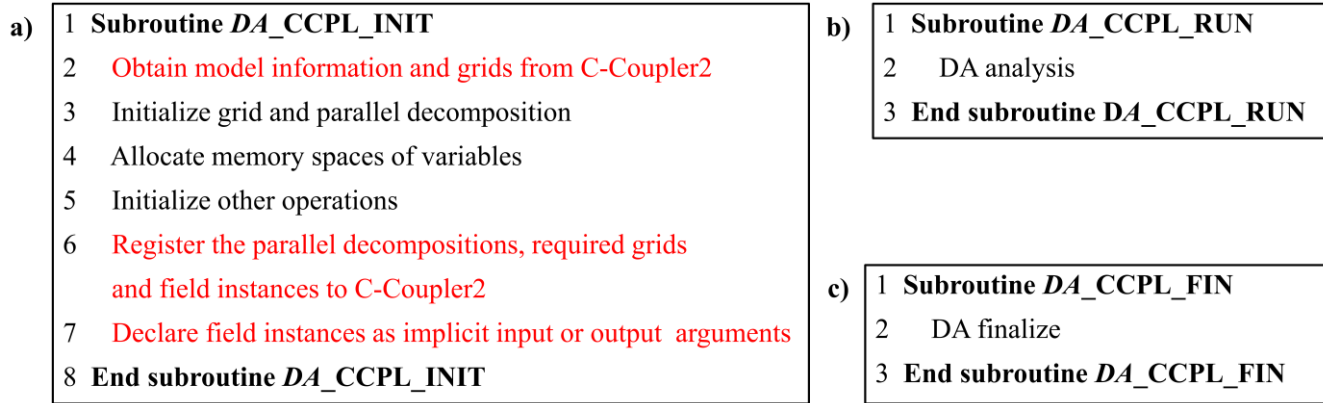 a)
1 Subroutine DA_CCPL_INIT
2 Obtain model information and grids from C-Coupler2
3 Initialize grid and parallel decomposition
4 Allocate memory spaces of variables
5 Initialize other operations
6 Register the parallel decompositions, required grids
and field instances to C-Coupler2
7 Declare field instances as implicit input or output arguments
8 End subroutine DA_CCPL_INIT
b)
1 Subroutine DA_CCPL_RUN
2 DA analysis
3 End subroutine DA_CCPL_RUN
c)
1 Subroutine DA_CCPL_FIN
2 DA finalize
3 End subroutine DA_CCPL_FIN